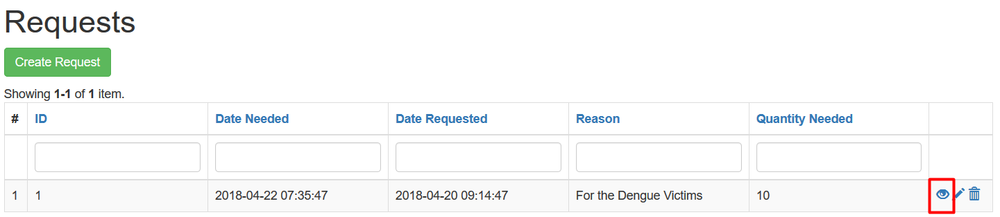 Requests
Create Request
Showing 1-1 of 1 item.
# ID Date Needed Date Requested Reason Quantity Needed
1 1 2018-04-22 07:35:47 2018-04-20 09:14:47 For the Dengue Victims 10